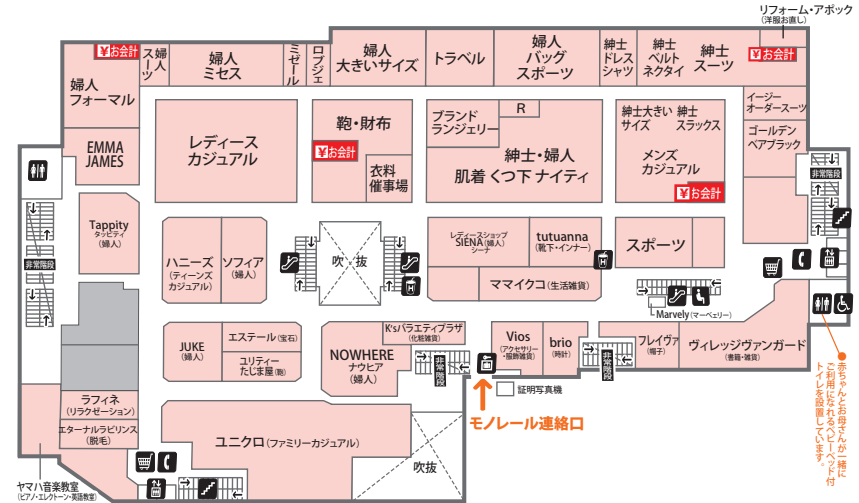 リフォーム・アポック
(洋服お直し)
¥お会計
婦人
スーツ
婦人
ミセス
ミゼール
ロブジェ
婦人
大きいサイズ
トラベル
婦人
バッグ
スポーツ
紳士
ドレス
シャツ
紳士
ベルト
ネクタイ
紳士
スーツ
¥お会計
婦人
フォーマル
イージー
オーダースーツ
ゴールデン
ベアブラック
EMMA
JAMES
レディース
カジュアル
鞄・財布
¥お会計
衣料
催事場
ブランド
ランジェリー
R
紳士・婦人
肌着 くつ下 ナイティ
紳士大きい
サイズ
紳士
スラックス
メンズ
カジュアル
¥お会計
非常階段
Tappity
タッピティ
(婦人)
非常階段
ハニーズ
(ティーンズ
カジュアル)
ソフィア
(婦人)
吹・抜
レディースショップ
SIENA(婦人)
シーナ
tutuanna
(靴下・インナー)
ママイクコ(生活雑貨)
スポーツ
Marvely(マーベェリー)
JUKE
(婦人)
エステール(宝石)
ユリティー
たじま屋(鞄)
NOWHERE
ナウヒア
(婦人)
K'sバラエティプラザ
(化粧雑貨)
非常階段
Vios
(アクセサリー
・服飾雑貨)
brio
(時計)
非常階段
フレイヴァ
(帽子)
ヴィレッジヴァンガード
(書籍・雑貨)
証明写真機
モノレール連絡口
●赤ちゃんとお母さんが一緒に
ご利用になれるベビーベッド付
トイレを設置しています。
ラフィネ
(リラクゼーション)
エターナルラビリンス
(脱毛)
ユニクロ(ファミリーカジュアル)
吹抜
ヤマハ音楽教室
(ピアノ・エレクトーン・英語教室)